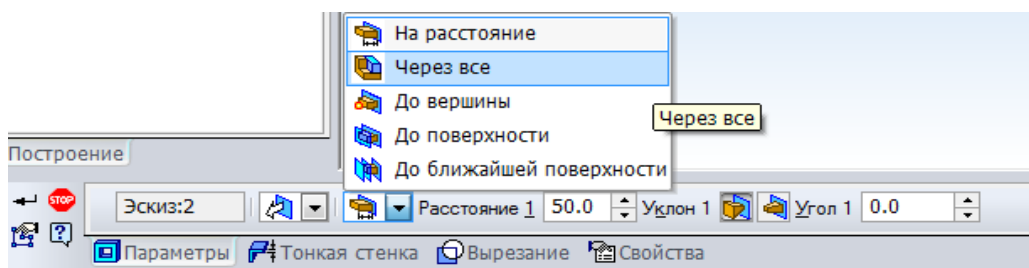 На расстояние
Через все
До вершины
Через все
До поверхности
До ближайшей поверхности
Построение
STOP Эскиз:2 Расстояние 1 50.0 Уклон 1 Угол 1 0.0
Параметры Тонкая стенка Вырезание Свойства